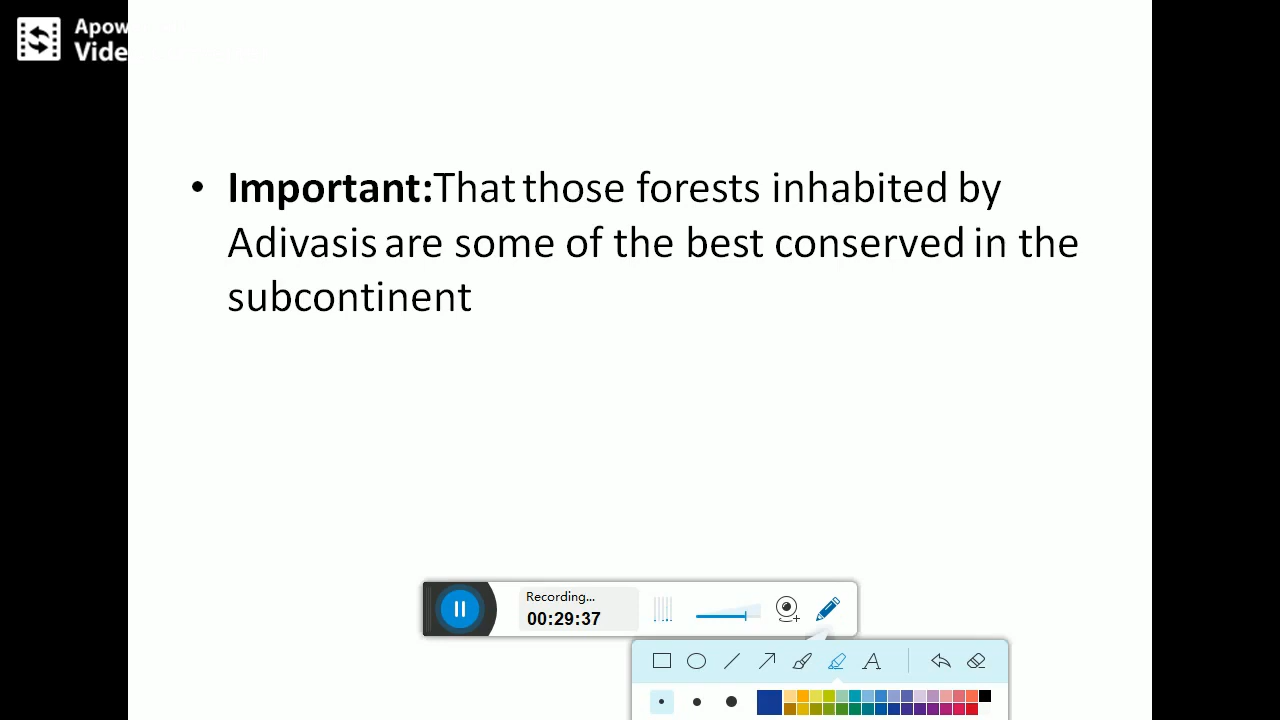 • Important:That those forests inhabited by
Adivasis are some of the best conserved in the
subcontinent
Recording...
00:29:37
A